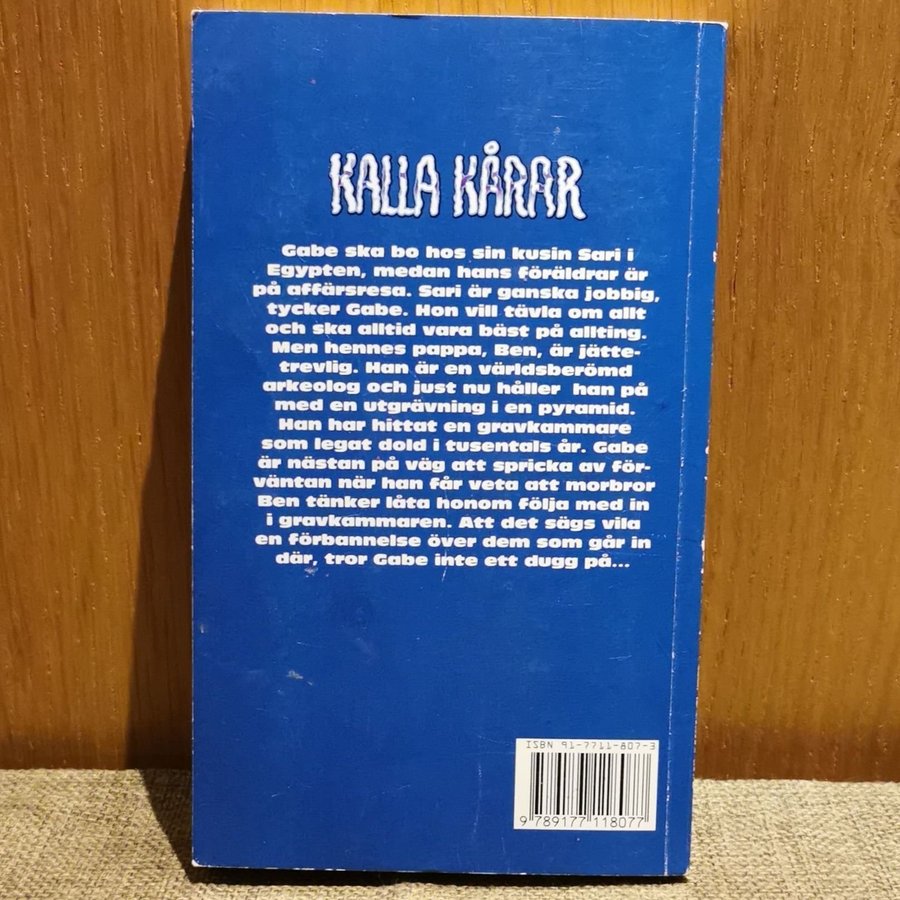 KALLA KÅRAR
Gabe ska bo hos sin kusin Sari i
Egypten, medan hans föräldrar är
på affärsresa. Sari är ganska jobbig,
tycker Gabe. Hon vill tävla om allt
och ska alltid vara bäst på allting.
Men hennes pappa, Ben, är jätte-
trevlig. Han är en världsberömd
arkeolog och just nu håller han på
med en utgrävning i en pyramid.
Han har hittat en gravkammare
som legat dold i tusentals år. Gabe
är nästan på väg att spricka av för-
väntan när han får veta att morbror
Ben tänker låta honom följa med in
i gravkammaren. Att det sägs vila
en förbannelse över dem som går in
där, tror Gabe inte ett dugg på...
ISBN 91-7711-807-3
9 789177 118077